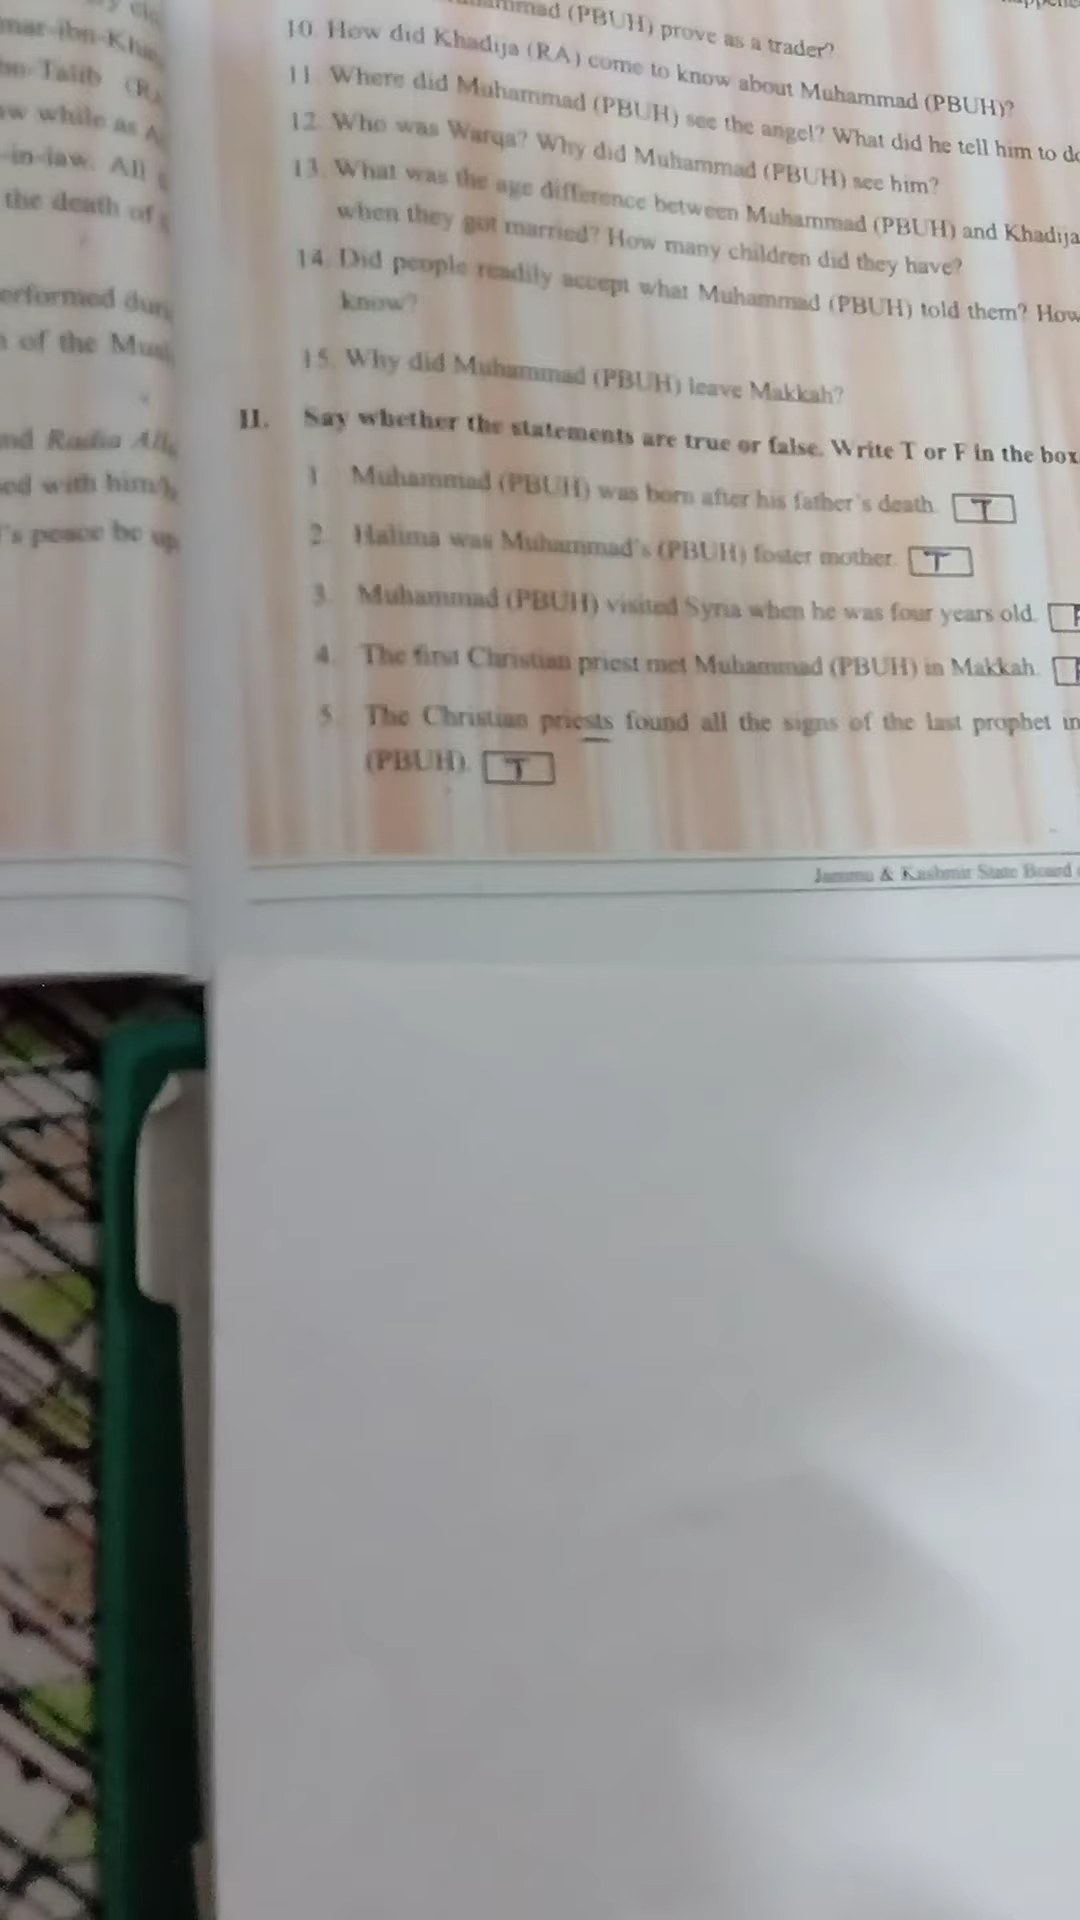 mar-ibn-Kha
bn-Talib (RA
aw while as A
-in-law. All
the death of
erformed dur
n of the Mus
and Radia All
sed with him/h
's peace be up
ammad (PBUH) prove as a trader?
10. How did Khadija (RA) come to know about Muhammad (PBUH)?
11. Where did Muhammad (PBUH) see the angel? What did he tell him to do
12. Who was Warqa? Why did Muhammad (PBUH) see him?
13. What was the age difference between Muhammad (PBUH) and Khadija
when they got married? How many children did they have?
14. Did people readily accept what Muhammad (PBUH) told them? How
know?
15. Why did Muhammad (PBUH) leave Makkah?
II. Say whether the statements are true or false. Write T or F in the box
1. Muhammad (PBUH) was born after his father's death. T
2. Halima was Muhammad's (PBUH) foster mother. T
3. Muhammad (PBUH) visited Syria when he was four years old. F
4. The first Christian priest met Muhammad (PBUH) in Makkah.
5. The Christian priests found all the signs of the last prophet in
(PBUH). T
Jammu & Kashmir State Board